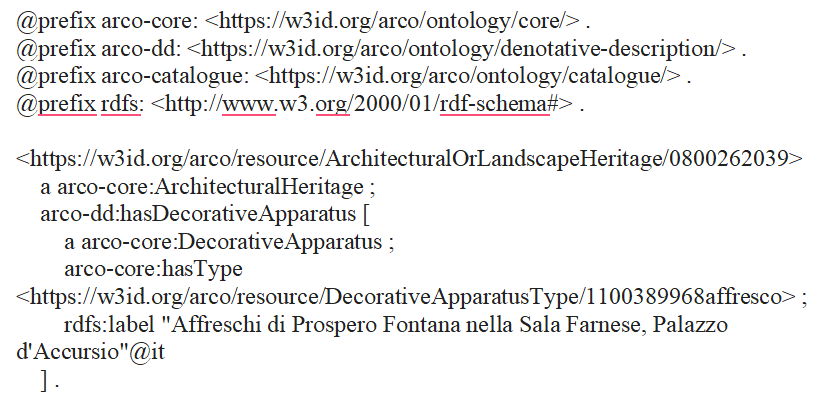 @prefix arco-core: <https://w3id.org/arco/ontology/core/> .
@prefix arco-dd: <https://w3id.org/arco/ontology/denotative-description/> .
@prefix arco-catalogue: <https://w3id.org/arco/ontology/catalogue/> .
@prefix rdfs: <http://www.w3.org/2000/01/rdf-schema#> .

<https://w3id.org/arco/resource/ArchitecturalOrLandscapeHeritage/0800262039>
    a arco-core:ArchitecturalHeritage ;
    arco-dd:hasDecorativeApparatus [
        a arco-core:DecorativeApparatus ;
        arco-core:hasType
<https://w3id.org/arco/resource/DecorativeApparatusType/1100389968affresco> ;
        rdfs:label "Affreschi di Prospero Fontana nella Sala Farnese, Palazzo
d'Accursio"@it
    ] .